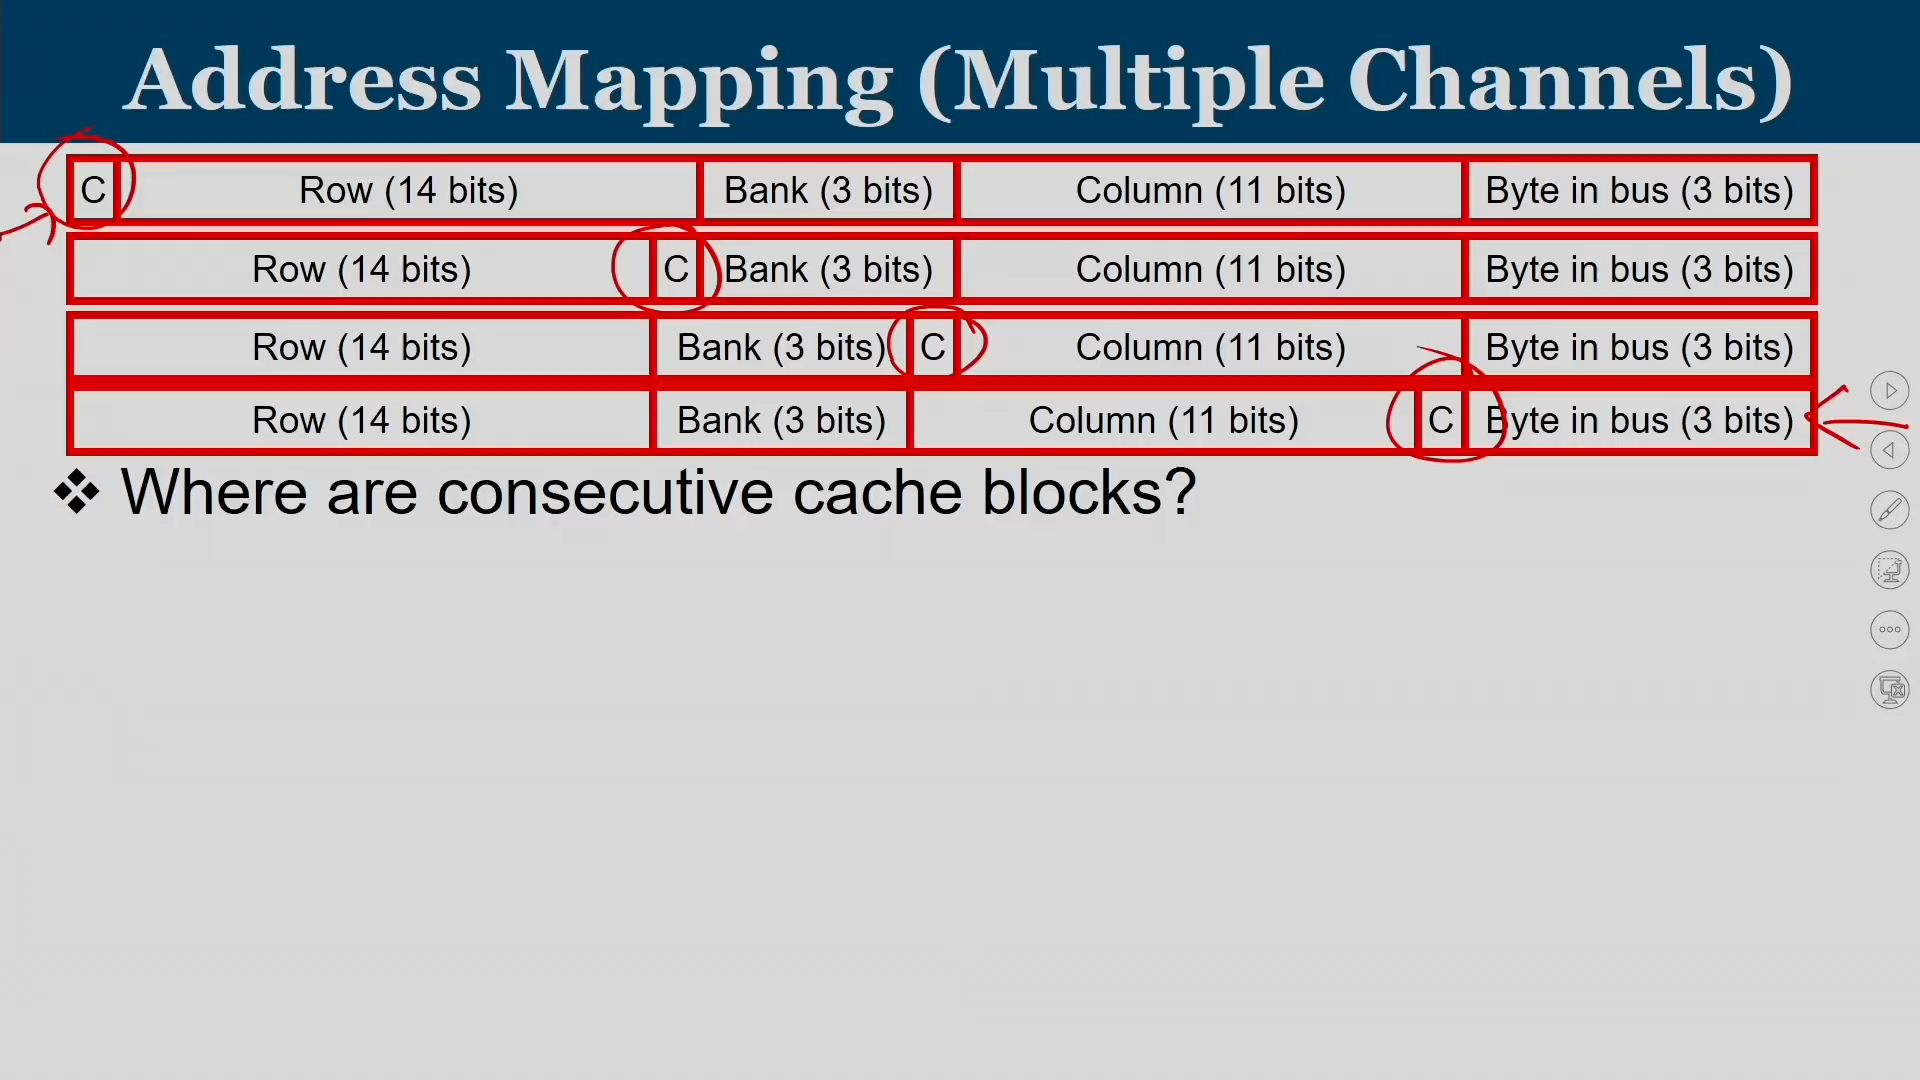 Address Mapping (Multiple Channels)
C Row (14 bits) Bank (3 bits) Column (11 bits) Byte in bus (3 bits)
Row (14 bits) C Bank (3 bits) Column (11 bits) Byte in bus (3 bits)
Row (14 bits) Bank (3 bits) C Column (11 bits) Byte in bus (3 bits)
Row (14 bits) Bank (3 bits) Column (11 bits) C Byte in bus (3 bits)
❖ Where are consecutive cache blocks?